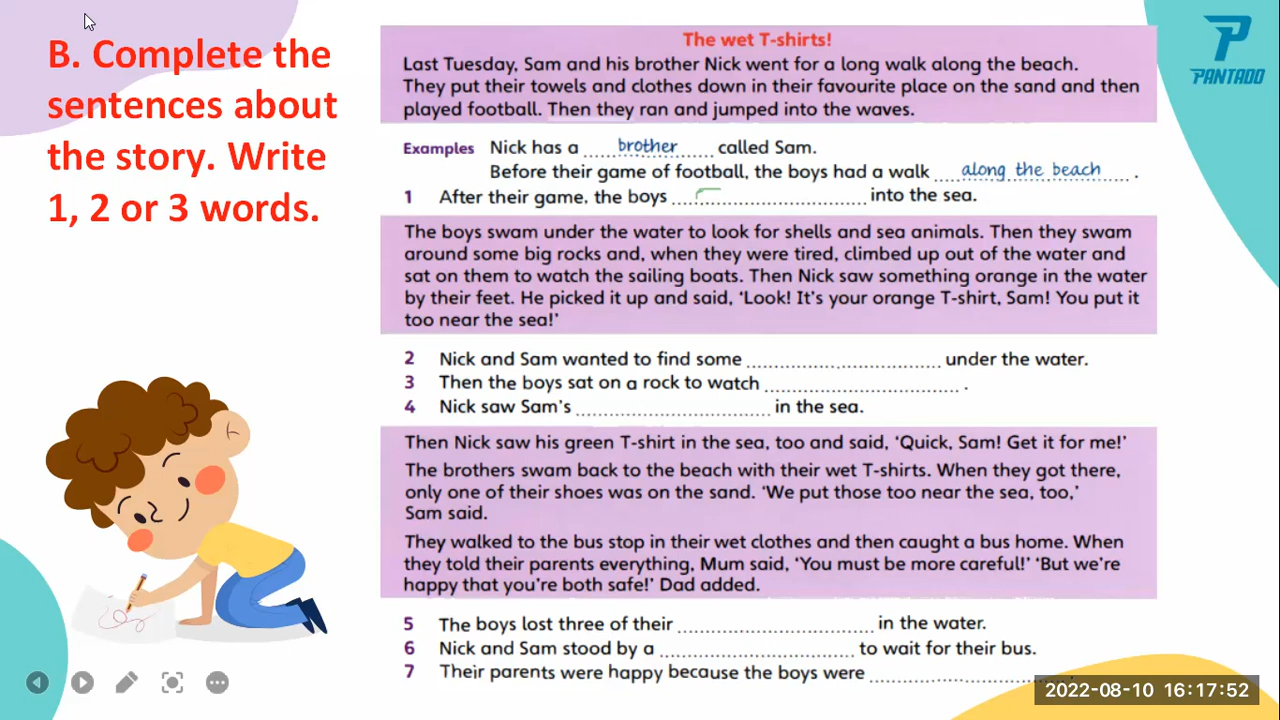 B. Complete the
sentences about
the story. Write
1, 2 or 3 words.
PANTADO
The wet T-shirts!
Last Tuesday, Sam and his brother Nick went for a long walk along the beach.
They put their towels and clothes down in their favourite place on the sand and then
played football. Then they ran and jumped into the waves.
Examples Nick has a brother called Sam.
Before their game of football, the boys had a walk along the beach .
1 After their game, the boys ........ into the sea.
The boys swam under the water to look for shells and sea animals. Then they swam
around some big rocks and, when they were tired, climbed up out of the water and
sat on them to watch the sailing boats. Then Nick saw something orange in the water
by their feet. He picked it up and said, 'Look! It's your orange T-shirt, Sam! You put it
too near the sea!'
2 Nick and Sam wanted to find some ........ under the water.
3 Then the boys sat on a rock to watch ........ .
4 Nick saw Sam's ........ in the sea.
Then Nick saw his green T-shirt in the sea, too and said, 'Quick, Sam! Get it for me!'
The brothers swam back to the beach with their wet T-shirts. When they got there,
only one of their shoes was on the sand. 'We put those too near the sea, too,'
Sam said.
They walked to the bus stop in their wet clothes and then caught a bus home. When
they told their parents everything, Mum said, 'You must be more careful!' 'But we're
happy that you're both safe!' Dad added.
5 The boys lost three of their ........ in the water.
6 Nick and Sam stood by a ........ to wait for their bus.
7 Their parents were happy because the boys were ........
2022-08-10 16:17:52